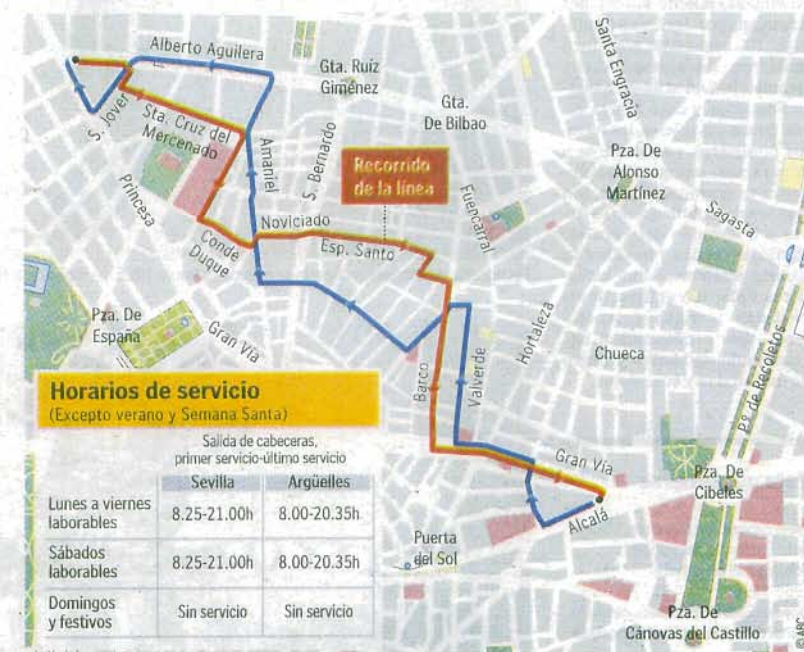 Alberto Aguilera
Gta. Ruiz
Giménez
Santa Engracia
Gta.
De Bilbao
S. Jover
Sta. Cruz del
Mercenado
Amaniel
S. Bernardo
Recorrido
de la línea
Fuencarral
Pza. De
Alonso
Martínez
Sagasta
Princesa
Conde
Duque
Noviciado
Esp. Santo
Pza. De
España
Gran Vía
Hortaleza
Chueca
Pº. de Recoletos
Barco
Valverde
Gran Vía
Pza. De
Cibeles
Alcalá
Puerta
del Sol
Pza. De
Cánovas del Castillo
© ABC
Horarios de servicio
(Excepto verano y Semana Santa)
Salida de cabeceras,
primer servicio-último servicio
Sevilla Argüelles
Lunes a viernes
laborables 8.25-21.00h 8.00-20.35h
Sábados
laborables 8.25-21.00h 8.00-20.35h
Domingos
y festivos Sin servicio Sin servicio